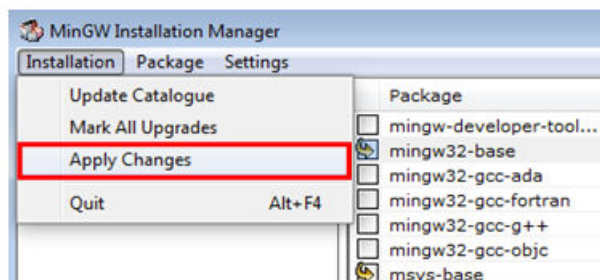 MinGW Installation Manager
Installation Package Settings
Update Catalogue
Mark All Upgrades
Apply Changes
Quit Alt+F4
Package
mingw-developer-tool...
mingw32-base
mingw32-gcc-ada
mingw32-gcc-fortran
mingw32-gcc-g++
mingw32-gcc-objc
msys-base